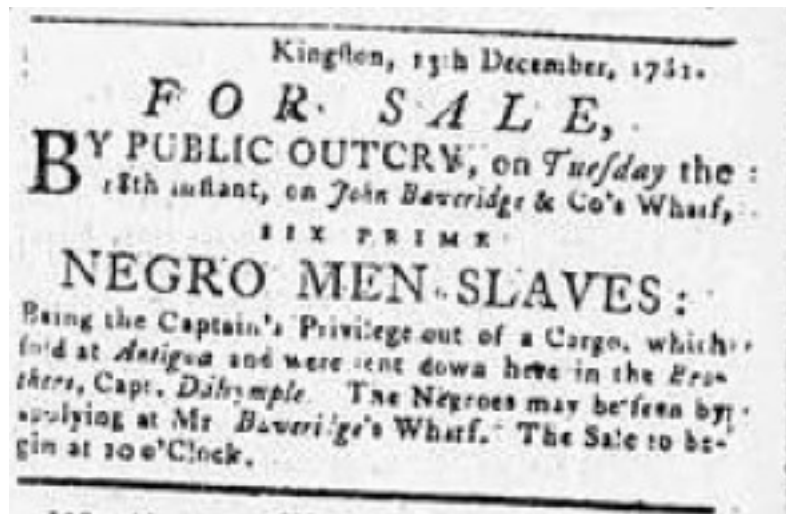 Kingſton, 13th December, 1781.
FOR SALE,
BY PUBLIC OUTCRY, on Tueſday the
18th inſtant, on John Baveridge & Co's Wharf,
SIX PRIME
NEGRO MEN SLAVES:
Being the Captain's Privilege out of a Cargo, which
ſold at Antigua and were ſent down here in the Bro-
thers, Capt. Dalrymple. The Negroes may be ſeen by
applying at Mr Baveridge's Wharf. The Sale to be-
gin at 10 o'Clock.